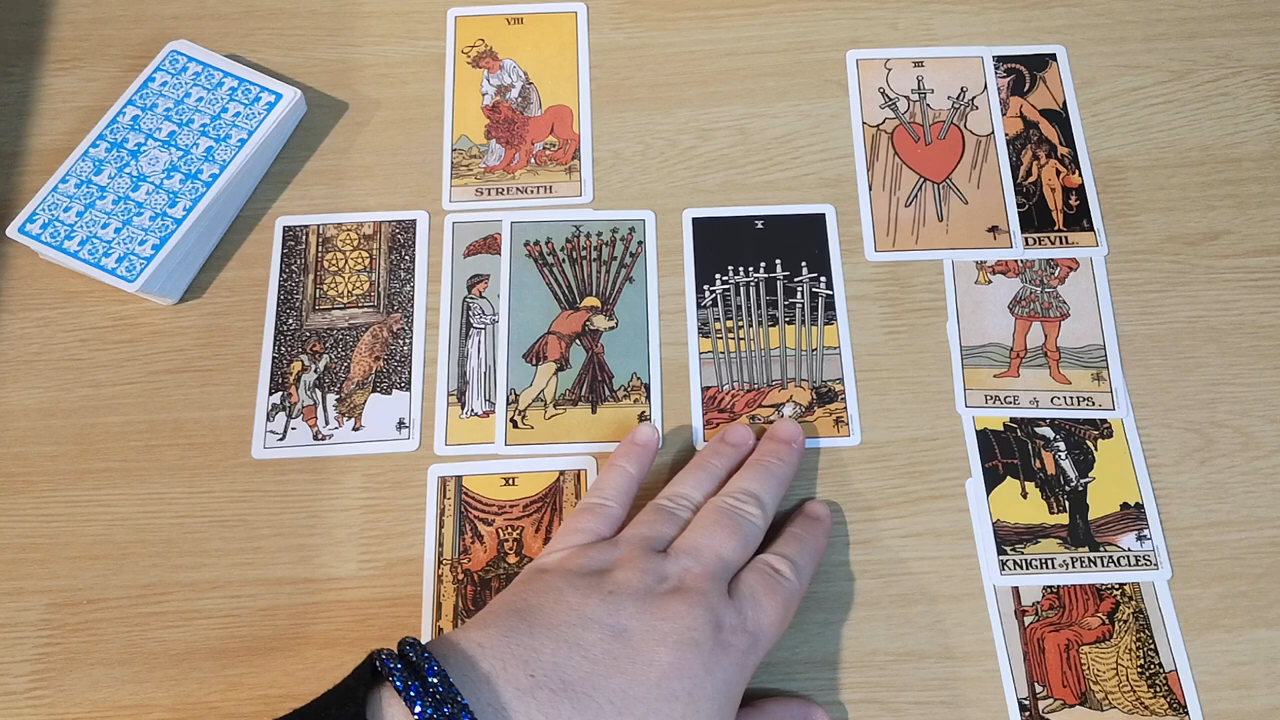 VIII
STRENGTH.
III
DEVIL.
X
X
PAGE of CUPS.
XI
KNIGHT of PENTACLES.